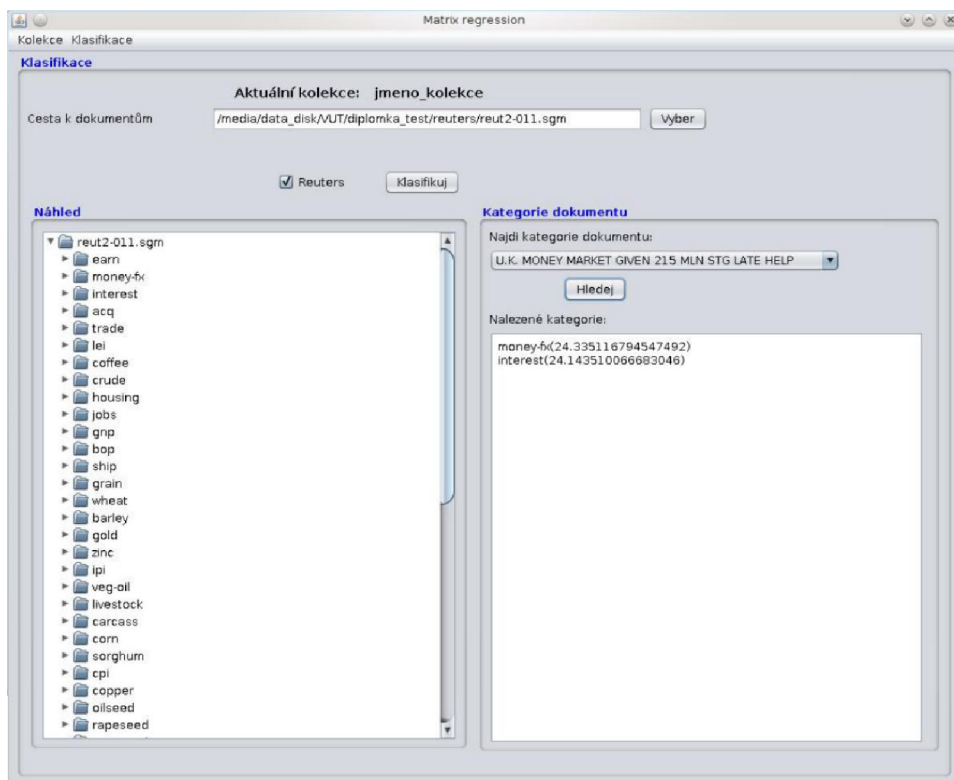 Matrix regression
Kolekce Klasifikace
Klasifikace
Aktuální kolekce: jmeno_kolekce
Cesta k dokumentům /media/data_disk/VUT/diplomka_test/reuters/reut2-011.sgm Vyber
Reuters Klasifikuj
Náhled
reut2-011.sgm
earn
money-fx
interest
acq
trade
lei
coffee
crude
housing
jobs
gnp
bop
ship
grain
wheat
barley
gold
zinc
ipi
veg-oil
livestock
carcass
corn
sorghum
cpi
copper
oilseed
rapeseed
Kategorie dokumentu
Najdi kategorie dokumentu:
U.K. MONEY MARKET GIVEN 215 MLN STG LATE HELP
Hledej
Nalezené kategorie:
money-fx(24.335116794547492)
interest(24.143510066683046)